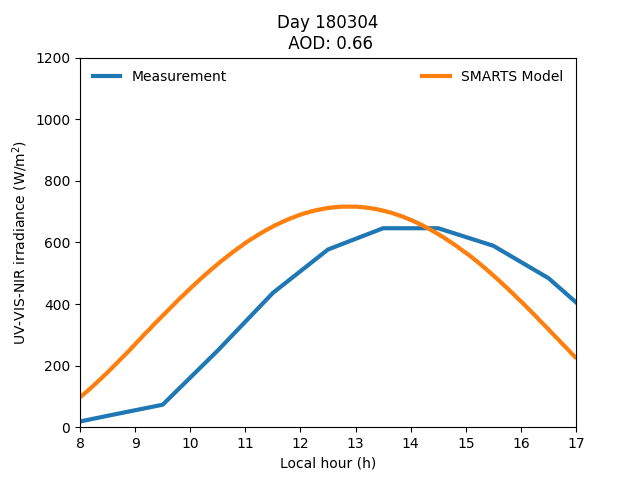 Day 180304
AOD: 0.66
Measurement
SMARTS Model
UV-VIS-NIR irradiance (W/m²)
1200
1000
800
600
400
200
0
8 9 10 11 12 13 14 15 16 17
Local hour (h)